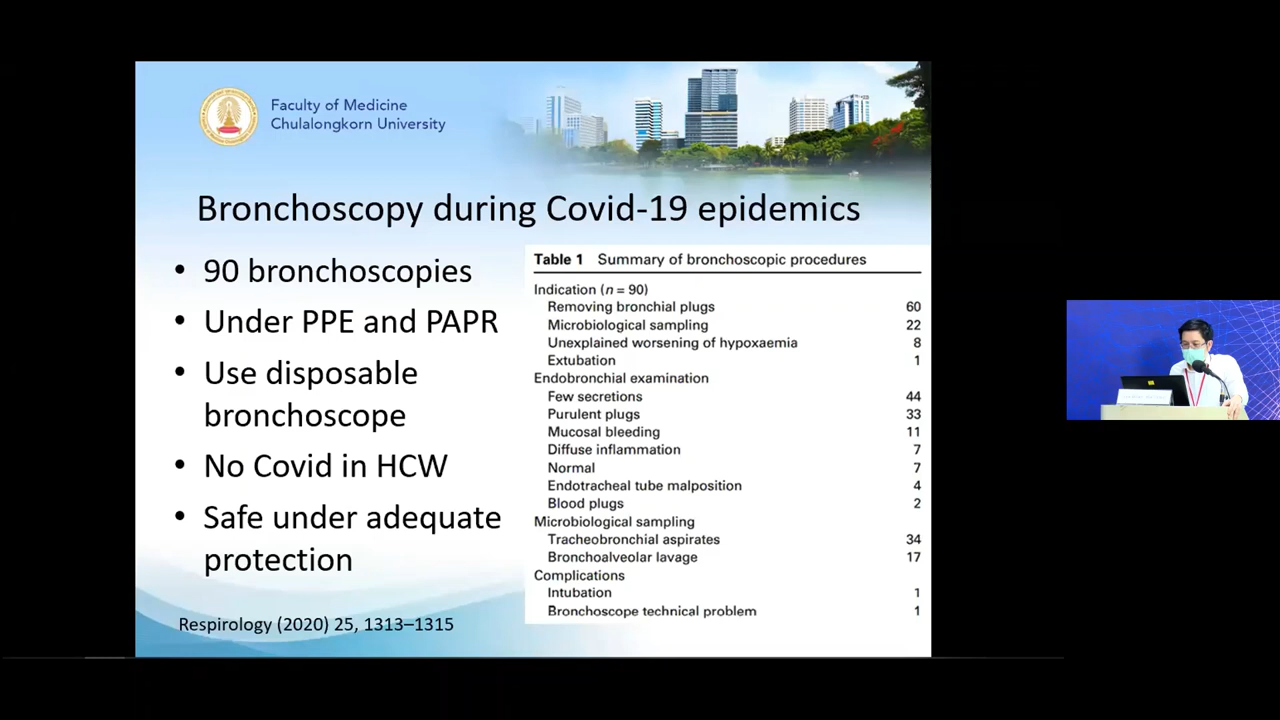 Faculty of Medicine
Chulalongkorn University
Bronchoscopy during Covid-19 epidemics
• 90 bronchoscopies
• Under PPE and PAPR
• Use disposable
bronchoscope
• No Covid in HCW
• Safe under adequate
protection
Respirology (2020) 25, 1313–1315
Table 1 Summary of bronchoscopic procedures
Indication (n = 90)
Removing bronchial plugs 60
Microbiological sampling 22
Unexplained worsening of hypoxaemia 8
Extubation 1
Endobronchial examination
Few secretions 44
Purulent plugs 33
Mucosal bleeding 11
Diffuse inflammation 7
Normal 7
Endotracheal tube malposition 4
Blood plugs 2
Microbiological sampling
Tracheobronchial aspirates 34
Bronchoalveolar lavage 17
Complications
Intubation 1
Bronchoscope technical problem 1